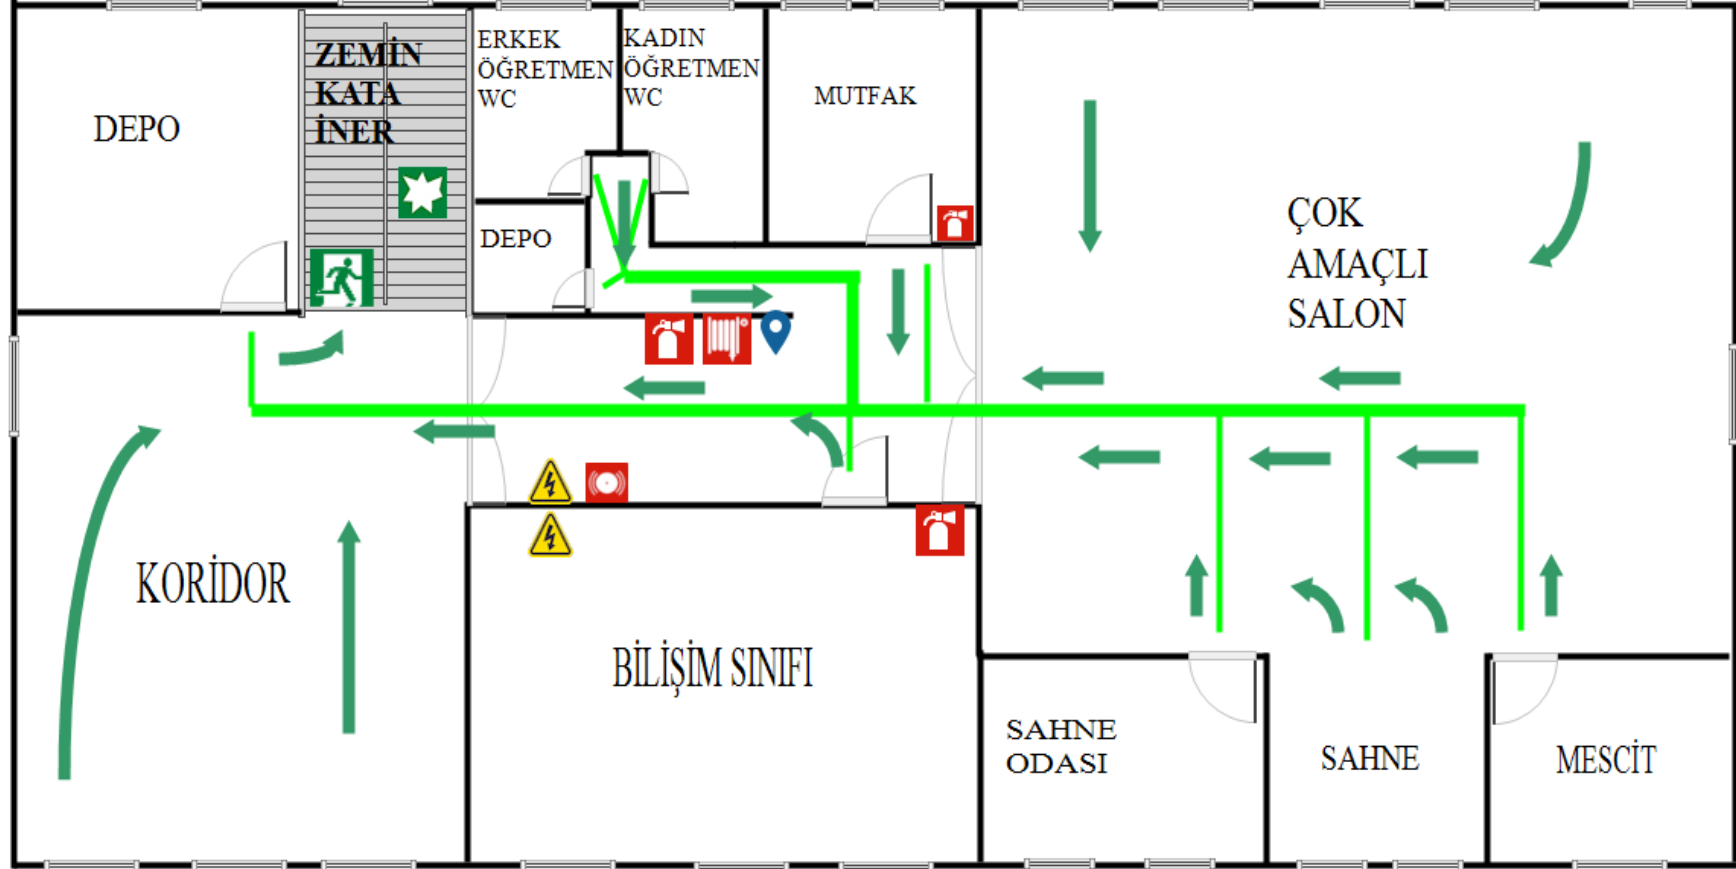 DEPO
ZEMİN
KATA
İNER
ERKEK
ÖĞRETMEN
WC
KADIN
ÖĞRETMEN
WC
MUTFAK
DEPO
ÇOK
AMAÇLI
SALON
KORİDOR
BİLİŞİM SINIFI
SAHNE
ODASI
SAHNE
MESCİT